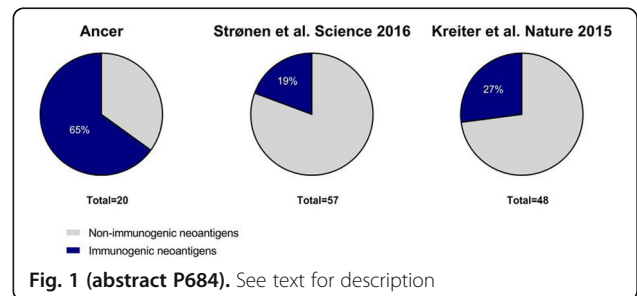 Ancer
Strønen et al. Science 2016
Kreiter et al. Nature 2015
65%
19%
27%
Total=20
Total=57
Total=48
Non-immunogenic neoantigens
Immunogenic neoantigens
Fig. 1 (abstract P684). See text for description